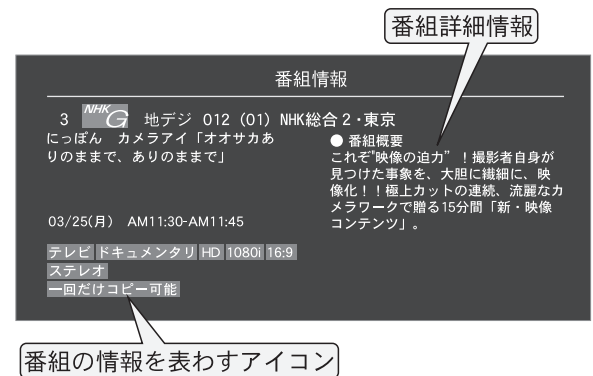 番組詳細情報
番組情報
3 NHK G 地デジ 012 (01) NHK総合2・東京
にっぽん カメラアイ「オオサカあ
りのままで、ありのままで」
03/25(月) AM11:30-AM11:45
テレビ ドキュメンタリ HD 1080i 16:9
ステレオ
一回だけコピー可能
● 番組概要
これぞ"映像の迫力”！撮影者自身が
見つけた事象を、大胆に繊細に、映
像化！！極上カットの連続、流麗なカ
メラワークで贈る15分間「新・映像
コンテンツ」。
番組の情報を表わすアイコン